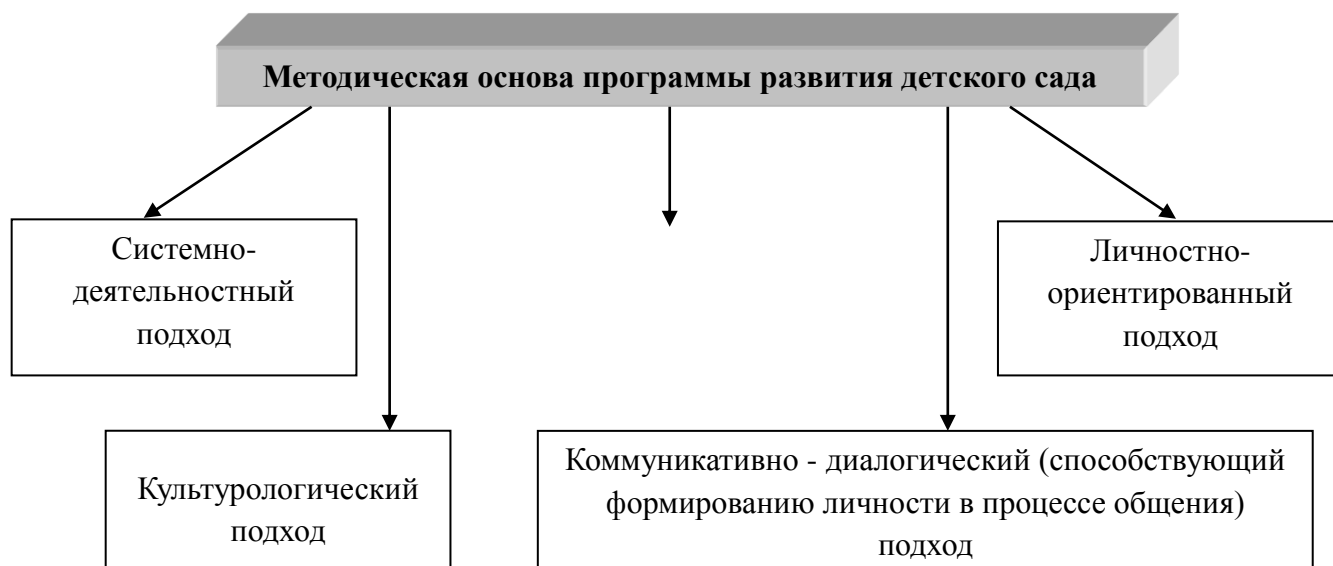 Методическая основа программы развития детского сада
Системно-
деятельностный
подход
Личностно-
ориентированный
подход
Культурологический
подход
Коммуникативно - диалогический (способствующий
формированию личности в процессе общения)
подход